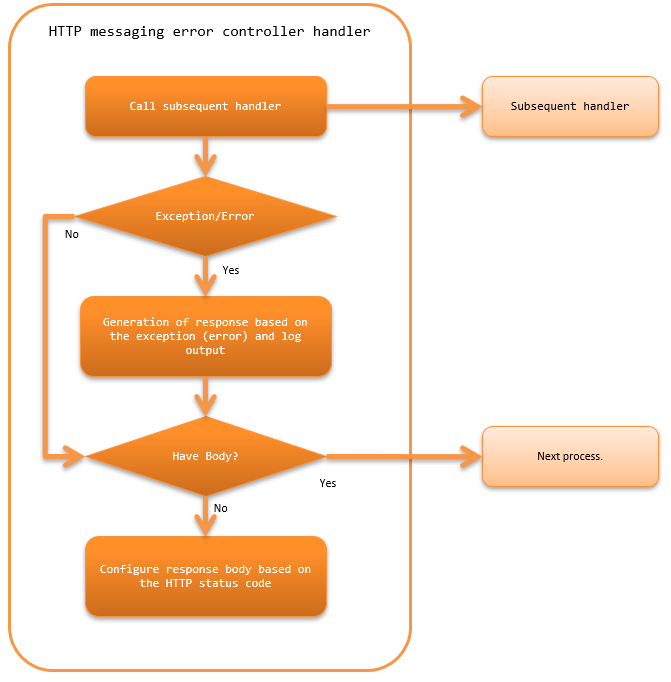 HTTP messaging error controller handler
Call subsequent handler
Subsequent handler
Exception/Error
No
Yes
Generation of response based on
the exception (error) and log
output
Have Body?
Next process.
Yes
No
Configure response body based on
the HTTP status code